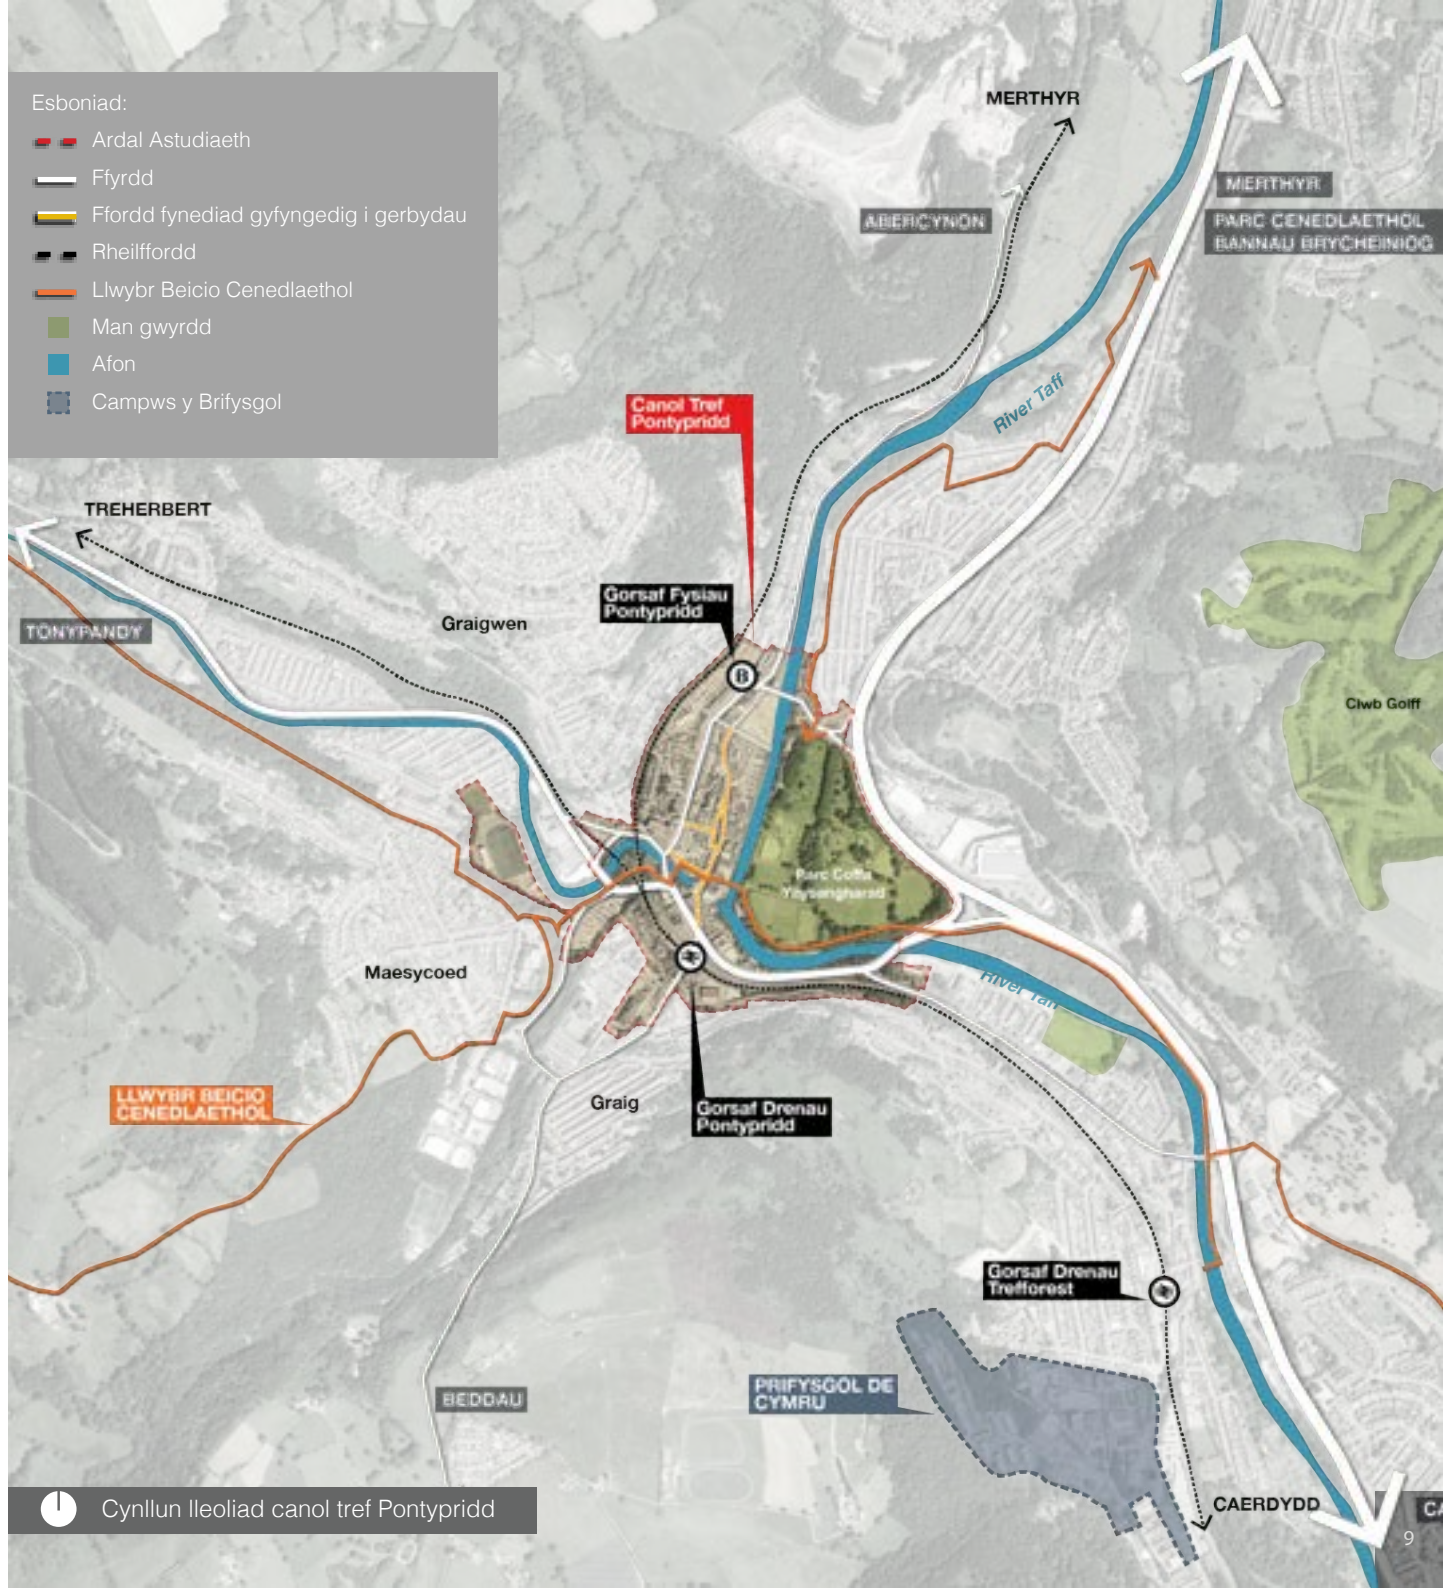 Esboniad:
Ardal Astudiaeth
Ffyrdd
Ffordd fynediad gyfyngedig i gerbydau
Rheilffordd
Llwybr Beicio Cenedlaethol
Man gwyrdd
Afon
Campws y Brifysgol
MERTHYR
ABERCYNON
MERTHYR
PARC CENEDLAETHOL
BANNAU BRYCHEINIOG
River Taff
Canol Tref
Pontypridd
TREHERBERT
TONYPANDY
Graigwen
Gorsaf Fysiau
Pontypridd
B
Clwb Golff
Parc Coffa
Ynysangharad
Maesycoed
River Taff
LLWYBR BEICIO
CENEDLAETHOL
Graig
Gorsaf Drenau
Pontypridd
Gorsaf Drenau
Trefforest
PRIFYSGOL DE
CYMRU
BEDDAU
CAERDYDD
CA
Cynllun lleoliad canol tref Pontypridd
9